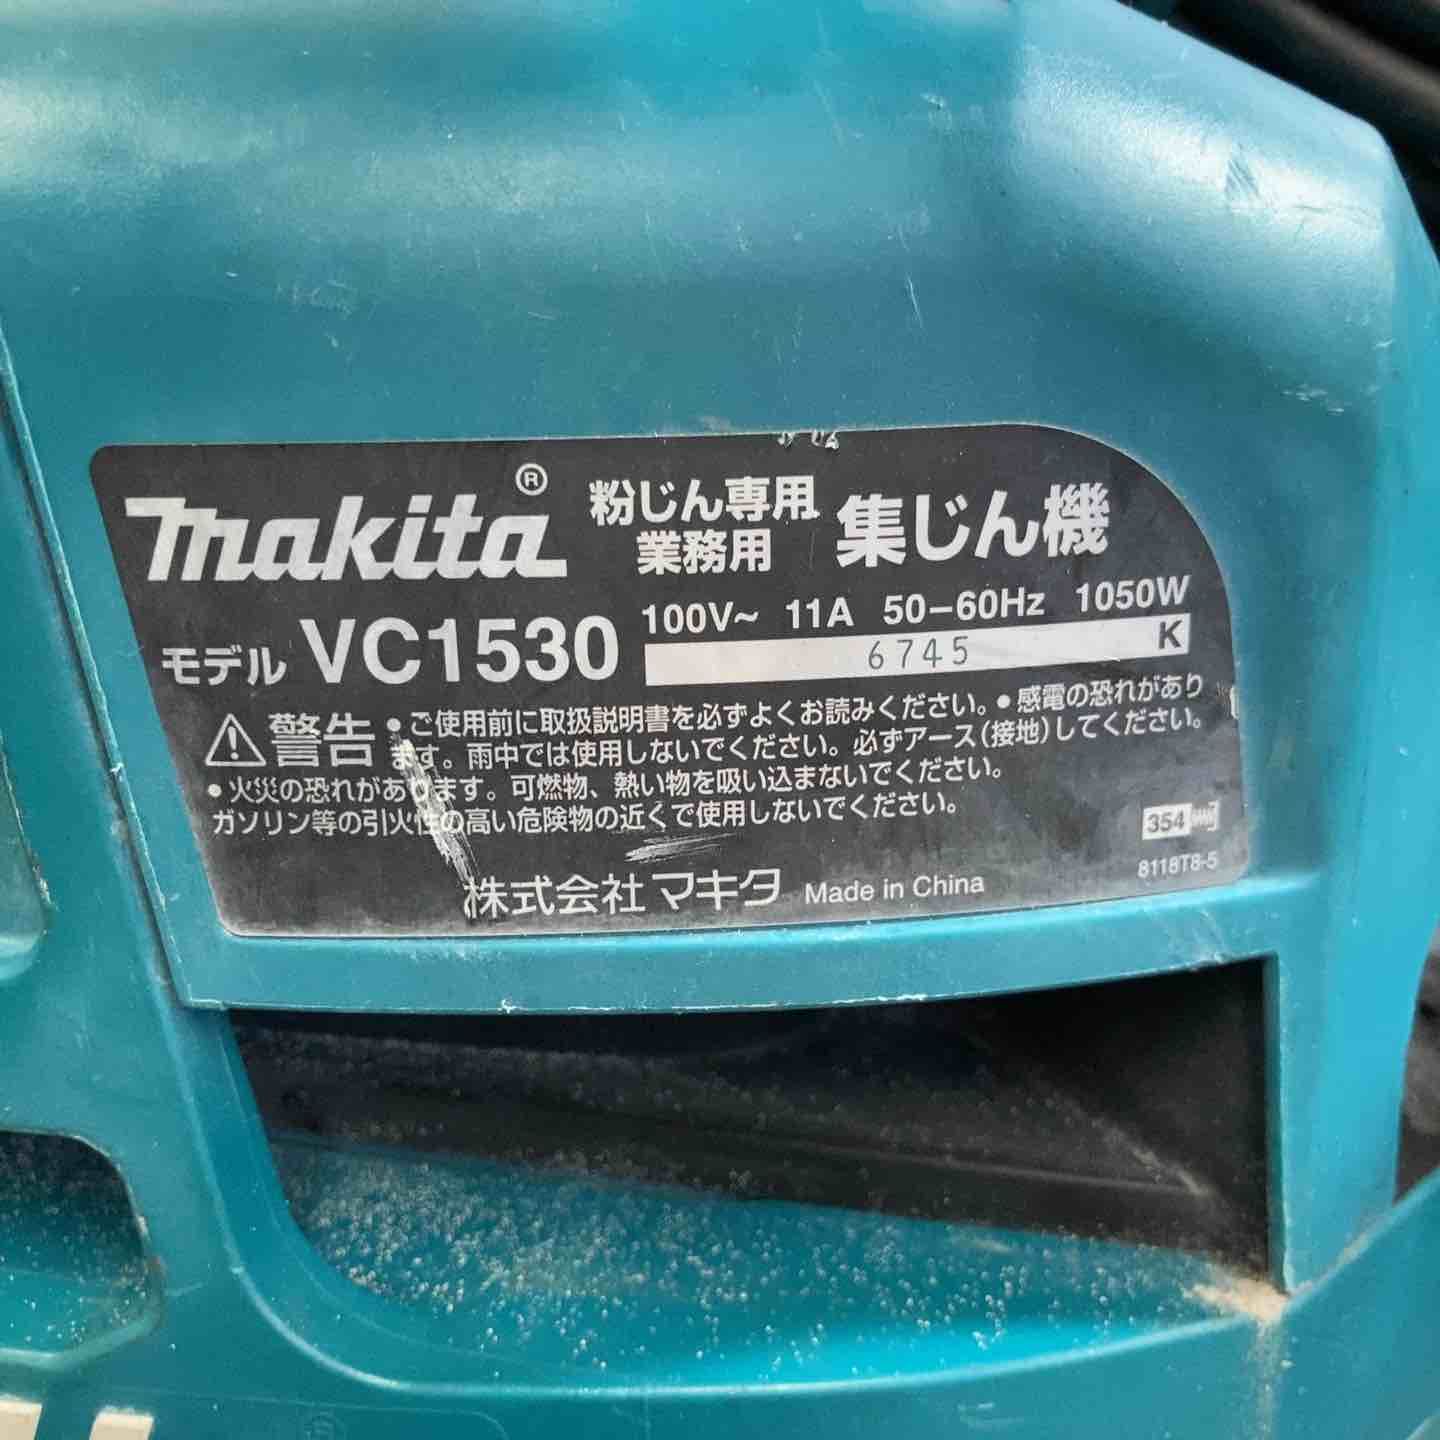 makita®
粉じん専用
業務用
集じん機
モデル VC1530
100V~ 11A 50-60Hz 1050W
6745 K
⚠警告 ●ご使用前に取扱説明書を必ずよくお読みください。●感電の恐れがあり
ます。雨中では使用しないでください。必ずアース(接地)してください。
●火災の恐れがあります。可燃物、熱い物を吸い込まないでください。
ガソリン等の引火性の高い危険物の近くで使用しないでください。
354
8118T8-5
株式会社マキタ Made in China